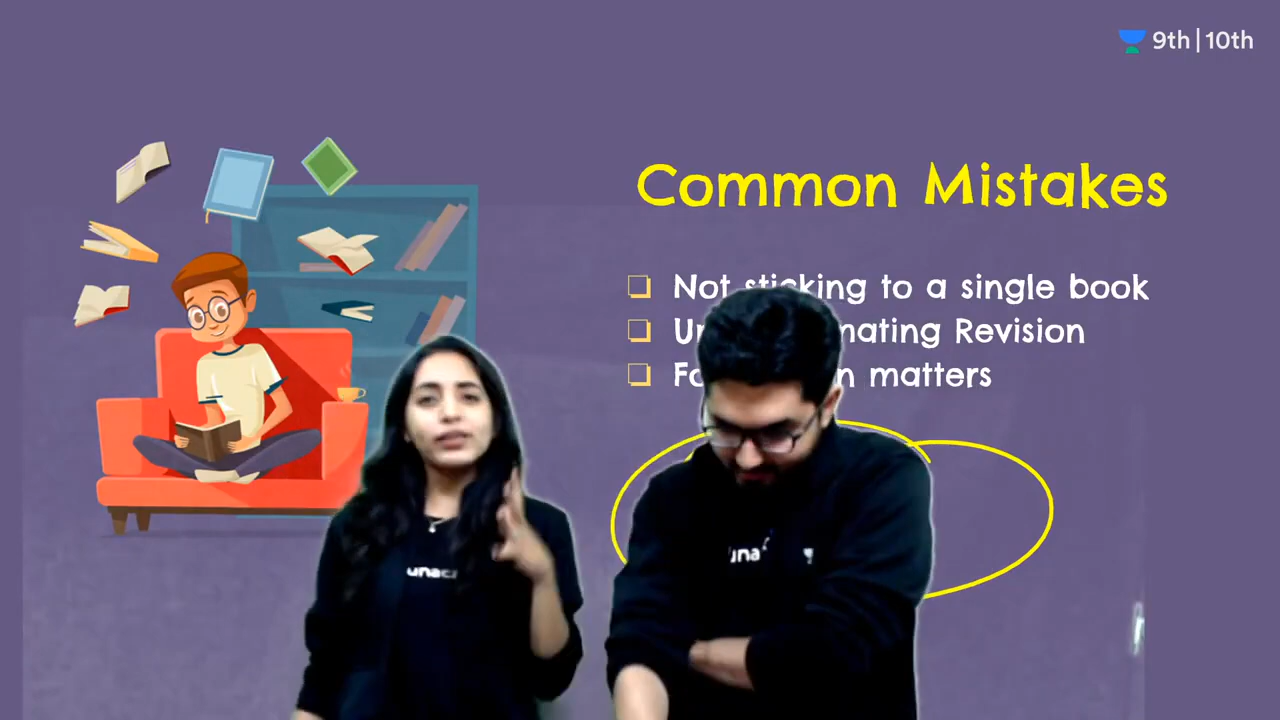 9th|10th
Common Mistakes
❏ Not sticking to a single book
❏ Revision
❏ matters